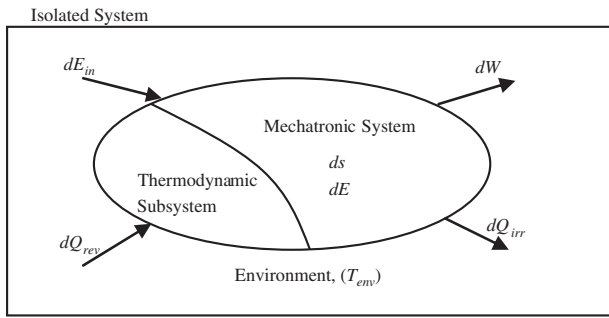 Isolated System
dE_in
dW
Mechatronic System
ds
dE
Thermodynamic
Subsystem
dQ_rev
dQ_irr
Environment, (T_env)